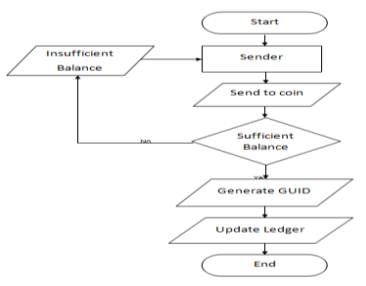 Start
Insufficient
Balance
Sender
Send to coin
Sufficient
Balance
No
Generate GUID
Update Ledger
End